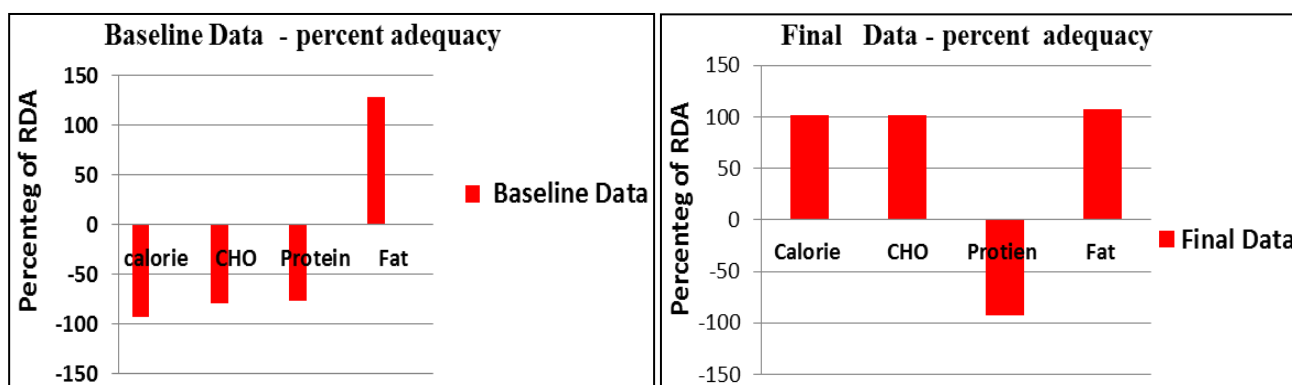 Baseline Data - percent adequacy
Percenteg of RDA
150
100
50
0
-50
-100
-150
calorie CHO Protein Fat
Baseline Data
Final Data - percent adequacy
Percenteg of RDA
150
100
50
0
-50
-100
-150
Calorie CHO Protien Fat
Final Data